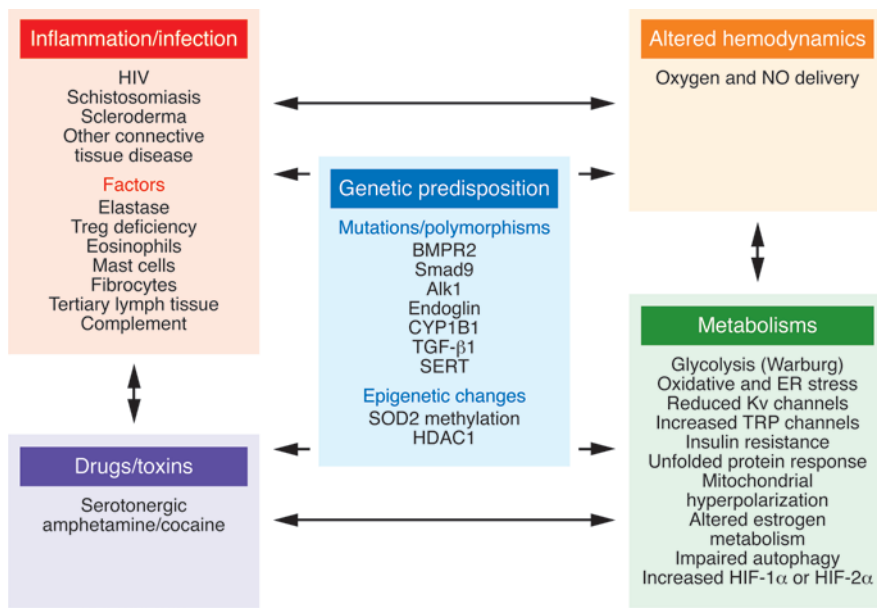 Inflammation/infection
HIV
Schistosomiasis
Scleroderma
Other connective
tissue disease
Factors
Elastase
Treg deficiency
Eosinophils
Mast cells
Fibrocytes
Tertiary lymph tissue
Complement
Altered hemodynamics
Oxygen and NO delivery
Genetic predisposition
Mutations/polymorphisms
BMPR2
Smad9
Alk1
Endoglin
CYP1B1
TGF-β1
SERT
Epigenetic changes
SOD2 methylation
HDAC1
Drugs/toxins
Serotonergic
amphetamine/cocaine
Metabolisms
Glycolysis (Warburg)
Oxidative and ER stress
Reduced Kv channels
Increased TRP channels
Insulin resistance
Unfolded protein response
Mitochondrial
hyperpolarization
Altered estrogen
metabolism
Impaired autophagy
Increased HIF-1α or HIF-2α